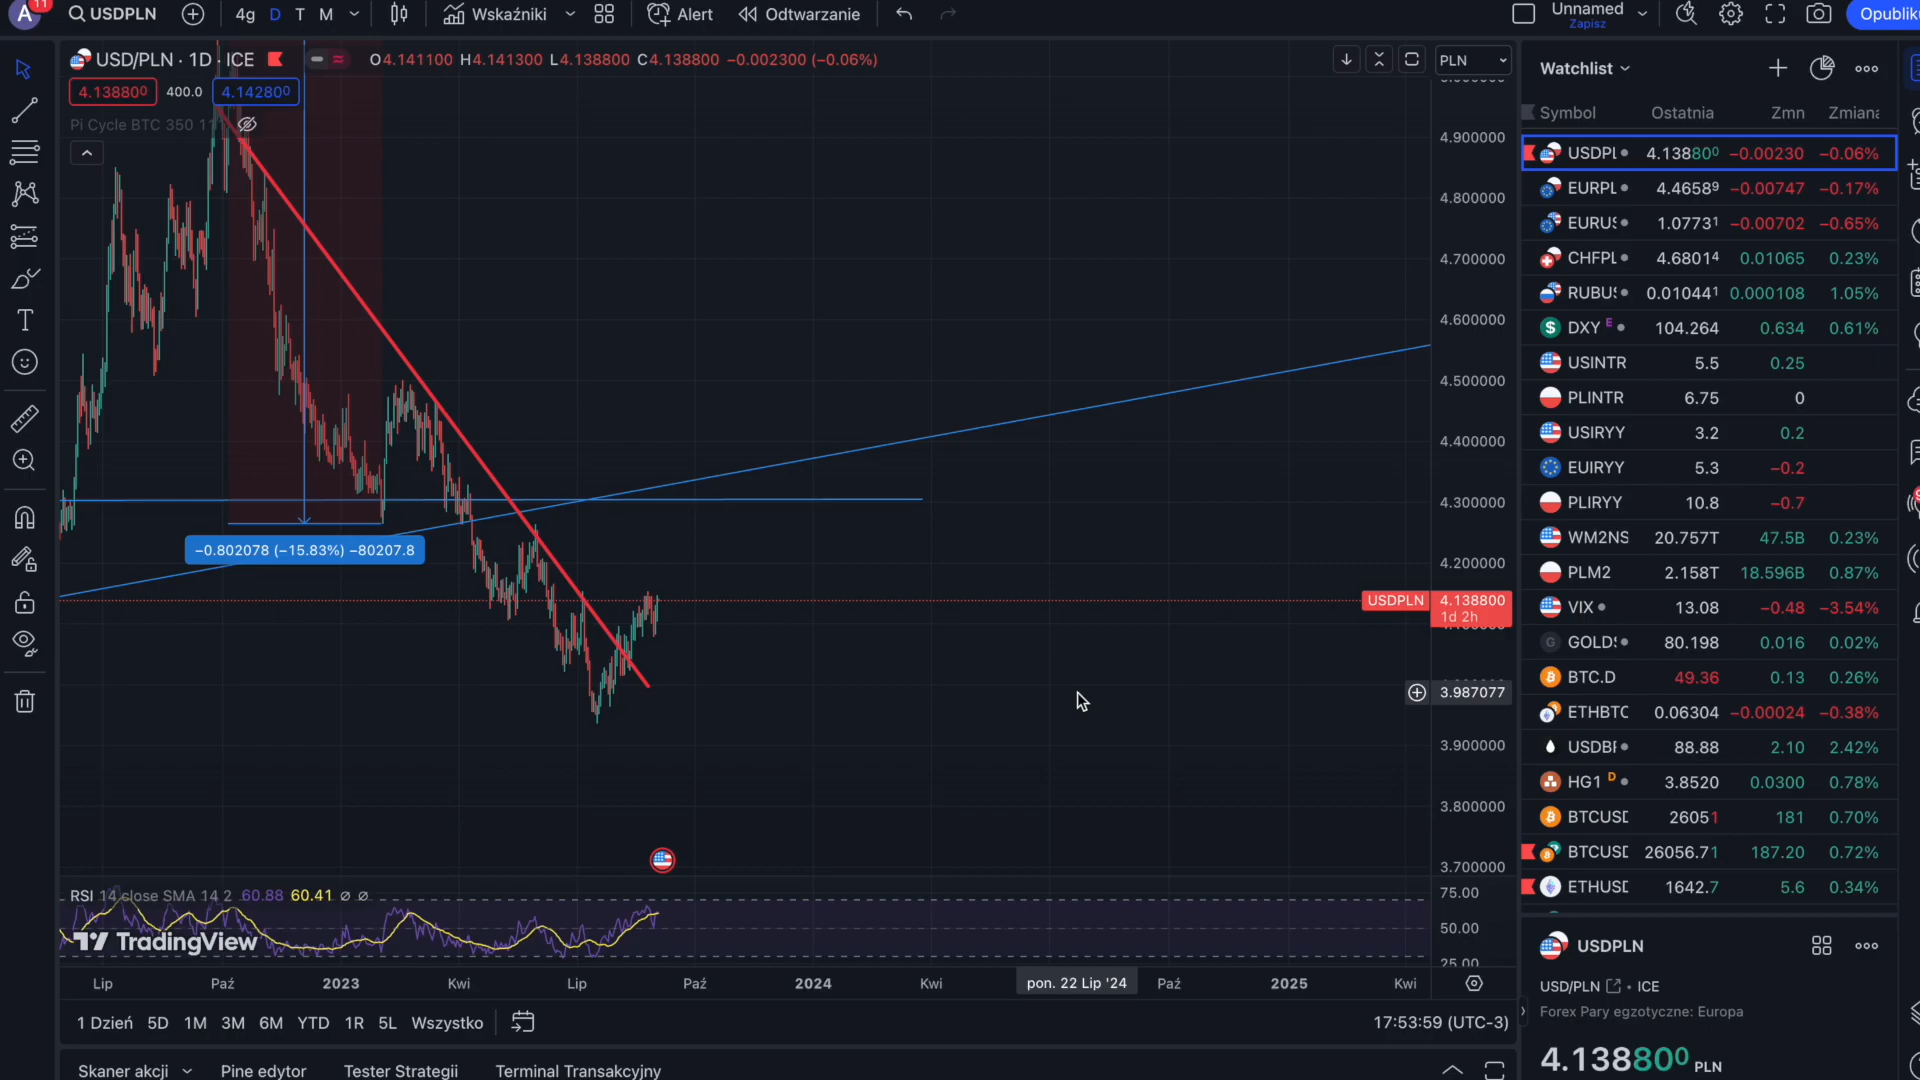 A 11 USDPLN 4g D T M Wskaźniki Alert Odtwarzanie Unnamed Zapisz
USD/PLN · 1D · ICE O4.141100 H4.141300 L4.138800 C4.138800 −0.002300 (−0.06%) PLN
4.138800 400.0 4.142800
Pi Cycle BTC 350
4.900000
4.800000
4.700000
4.600000
4.500000
4.400000
4.300000
4.200000
−0.802078 (−15.83%) −80207.8
USDPLN 4.138800
1d 2h
3.987077
3.900000
3.800000
3.700000
RSI 14 close SMA 14 2 60.88 60.41 ∅ ∅
75.00
50.00
25.00
TradingView
Lip Paź 2023 Kwi Lip Paź 2024 Kwi pon. 22 Lip '24 Paź 2025 Kwi
1 Dzień 5D 1M 3M 6M YTD 1R 5L Wszystko 17:53:59 (UTC-3)
Skaner akcji Pine edytor Tester Strategii Terminal Transakcyjny
Watchlist
Symbol Ostatnia Zmn
USDPL 4.138800 −0.00230 −0.06%
EURPL 4.46589 −0.00747 −0.17%
EURUS 1.07731 −0.00702 −0.65%
CHFPL 4.68014 0.01065 0.23%
RUBUS 0.010441 0.000108 1.05%
DXY E 104.264 0.634 0.61%
USINTR 5.5 0.25
PLINTR 6.75 0
USIRYY 3.2 0.2
EUIRYY 5.3 −0.2
PLIRYY 10.8 −0.7
WM2NS 20.757T 47.5B 0.23%
PLM2 2.158T 18.596B 0.87%
VIX 13.08 −0.48 −3.54%
GOLDS 80.198 0.016 0.02%
BTC.D 49.36 0.13 0.26%
ETHBTC 0.06304 −0.00024 −0.38%
USDBR 88.88 2.10 2.42%
HG1 D 3.8520 0.0300 0.78%
BTCUSD 26051 181 0.70%
BTCUSD 26056.71 187.20 0.72%
ETHUSD 1642.7 5.6 0.34%
USDPLN
USD/PLN • ICE
Forex Pary egzotyczne: Europa
4.138800 PLN